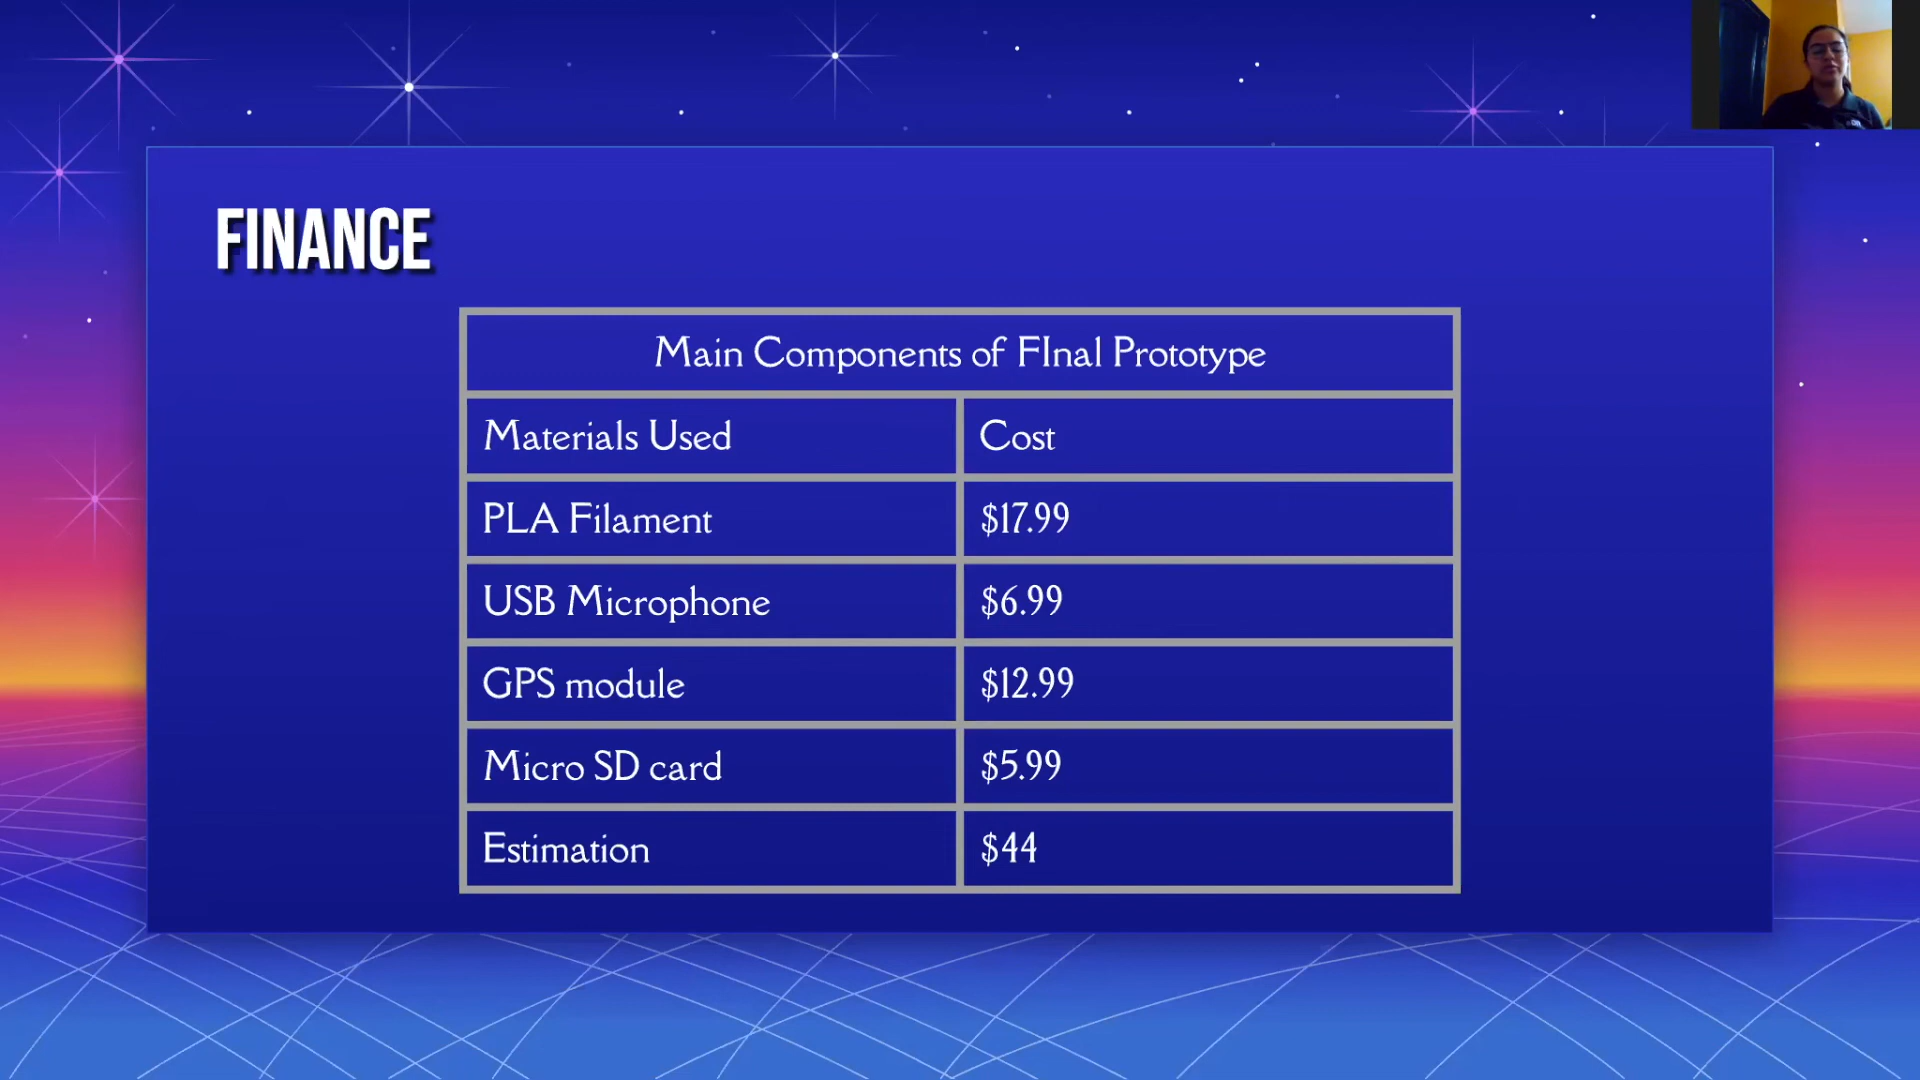 FINANCE
Main Components of FInal Prototype
Materials Used
Cost
PLA Filament
$17.99
USB Microphone
$6.99
GPS module
$12.99
Micro SD card
$5.99
Estimation
$44